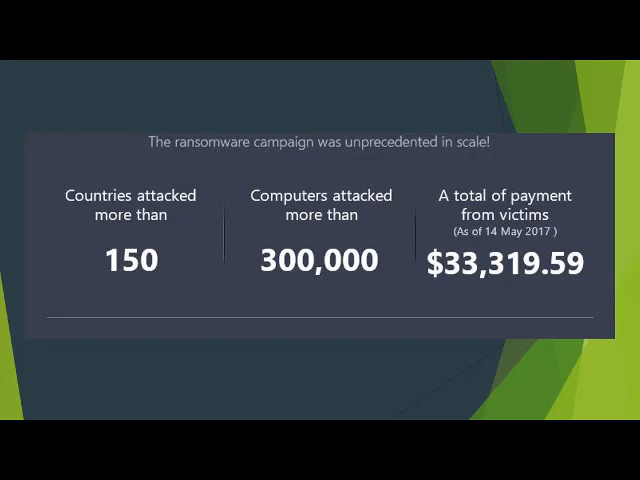 The ransomware campaign was unprecedented in scale!
Countries attacked
more than
150
Computers attacked
more than
300,000
A total of payment
from victims
(As of 14 May 2017 )
$33,319.59